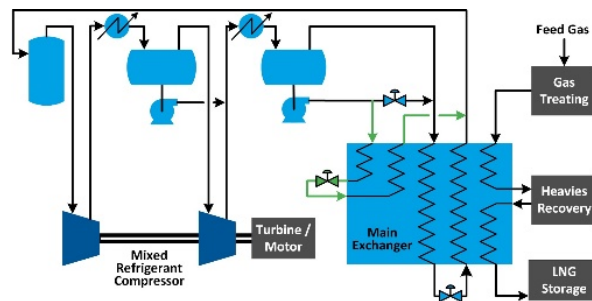 Feed Gas
Gas
Treating
Heavies
Recovery
Main
Exchanger
Turbine /
Motor
Mixed
Refrigerant
Compressor
LNG
Storage